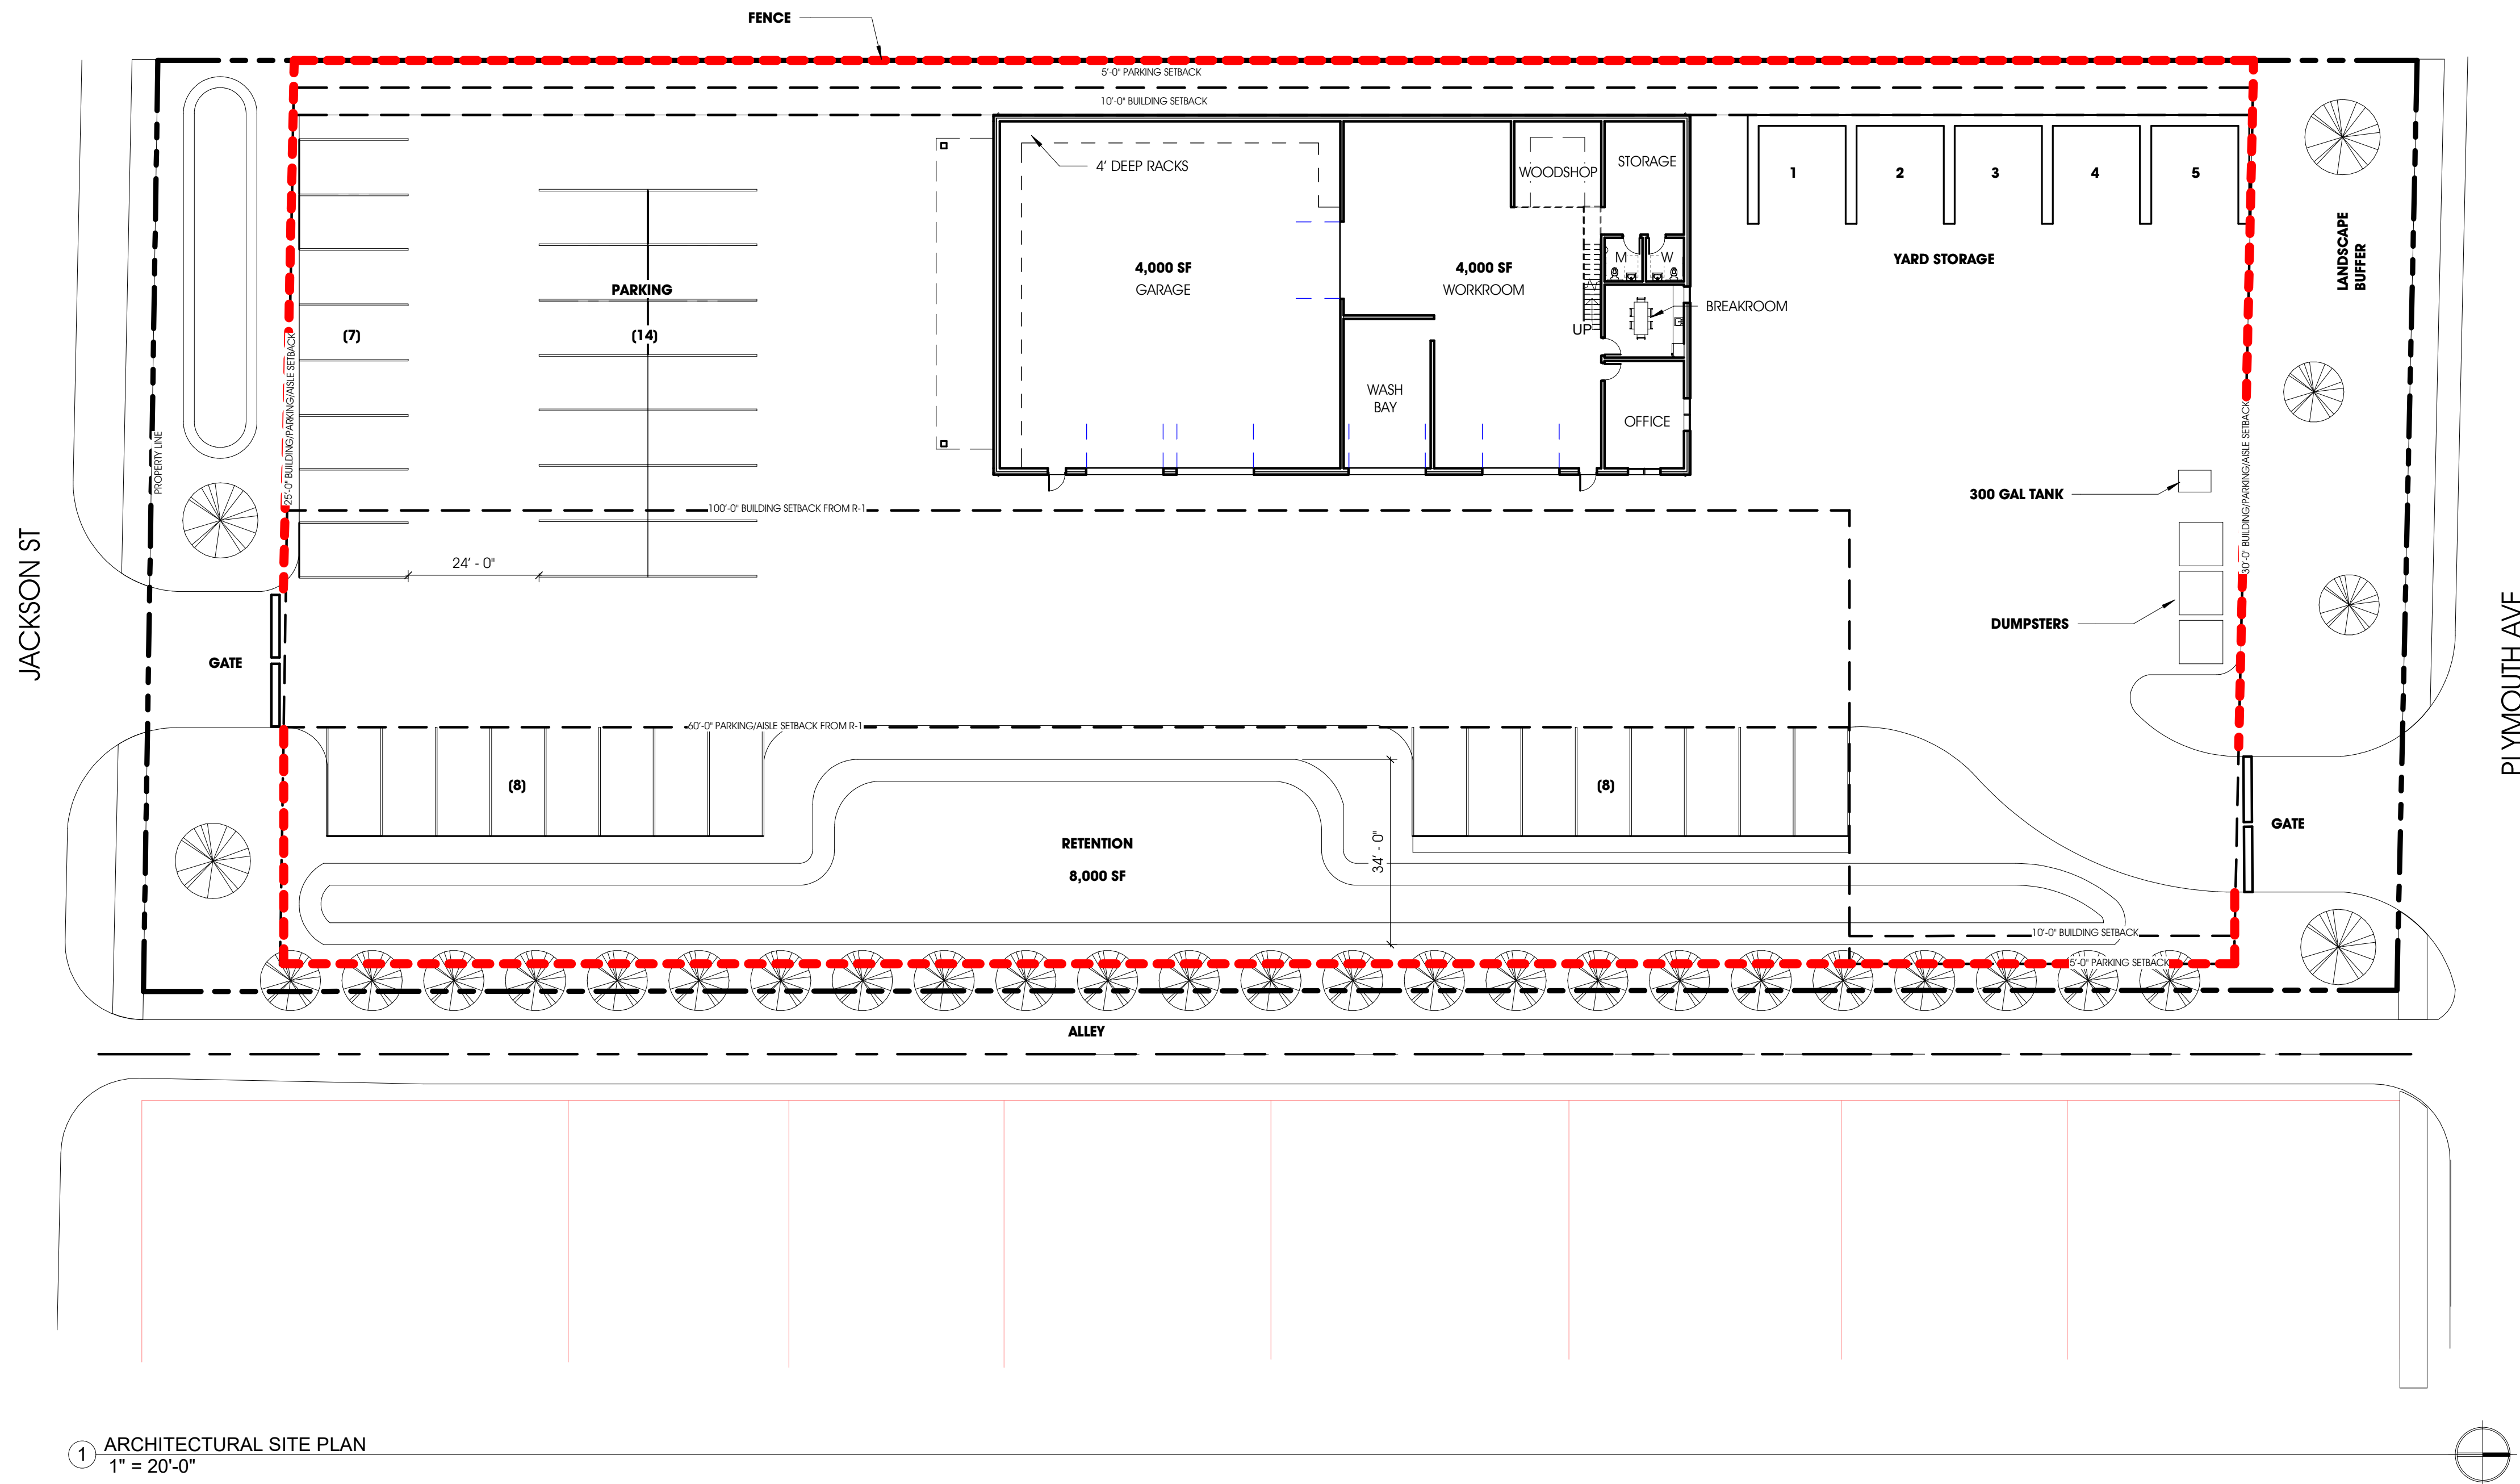 FENCE
5'-0" PARKING SETBACK
10'-0" BUILDING SETBACK
4' DEEP RACKS
WOODSHOP
STORAGE
1
2
3
4
5
LANDSCAPE
BUFFER
4,000 SF
GARAGE
4,000 SF
WORKROOM
M
W
YARD STORAGE
PARKING
(7)
(14)
BREAKROOM
UP
25'-0" BUILDING/PARKING/AISLE SETBACK
PROPERTY LINE
WASH
BAY
OFFICE
30'-0" BUILDING/PARKING/AISLE SETBACK
300 GAL TANK
100'-0" BUILDING SETBACK FROM R-1
JACKSON ST
24' - 0"
DUMPSTERS
PLYMOUTH AVE
GATE
60'-0" PARKING/AISLE SETBACK FROM R-1
(8)
(8)
GATE
RETENTION
8,000 SF
34' - 0"
10'-0" BUILDING SETBACK
5'-0" PARKING SETBACK
ALLEY
1
ARCHITECTURAL SITE PLAN
1" = 20'-0"